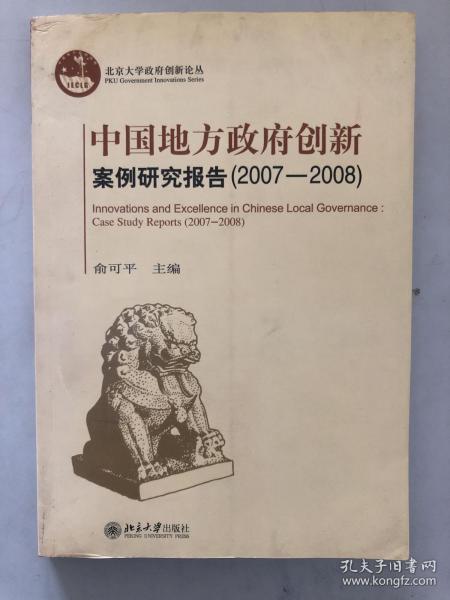 北京大学政府创新论丛
PKU Government Innovations Series
IECLG
中国地方政府创新
案例研究报告(2007—2008)
Innovations and Excellence in Chinese Local Governance :
Case Study Reports (2007-2008)
俞可平 主编
北京大学出版社
PEKING UNIVERSITY PRESS
孔夫子旧书网
www.kongfz.com